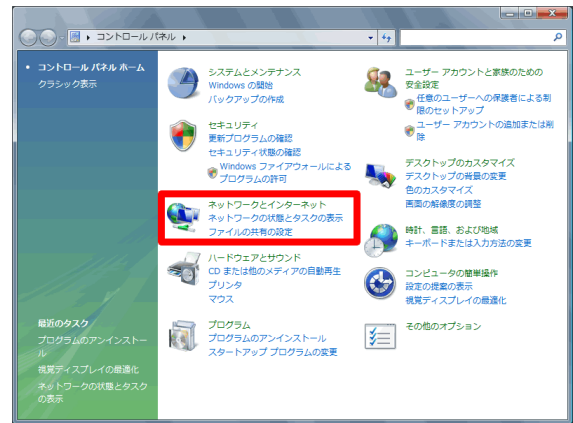 コントロール パネル
コントロール パネル ホーム
クラシック表示
最近のタスク
プログラムのアンインストー
ル
視覚ディスプレイの最適化
ネットワークの状態とタスク
の表示
システムとメンテナンス
Windows の開始
バックアップの作成
セキュリティ
更新プログラムの確認
セキュリティ状態の確認
Windows ファイアウォールによる
プログラムの許可
ネットワークとインターネット
ネットワークの状態とタスクの表示
ファイルの共有の設定
ハードウェアとサウンド
CD または他のメディアの自動再生
プリンタ
マウス
プログラム
プログラムのアンインストール
スタートアップ プログラムの変更
ユーザー アカウントと家族のための
安全設定
任意のユーザーへの保護者による制
限のセットアップ
ユーザー アカウントの追加または削
除
デスクトップのカスタマイズ
デスクトップの背景の変更
色のカスタマイズ
画面の解像度の調整
時計、言語、および地域
キーボードまたは入力方法の変更
コンピュータの簡単操作
設定の提案の表示
視覚ディスプレイの最適化
その他のオプション